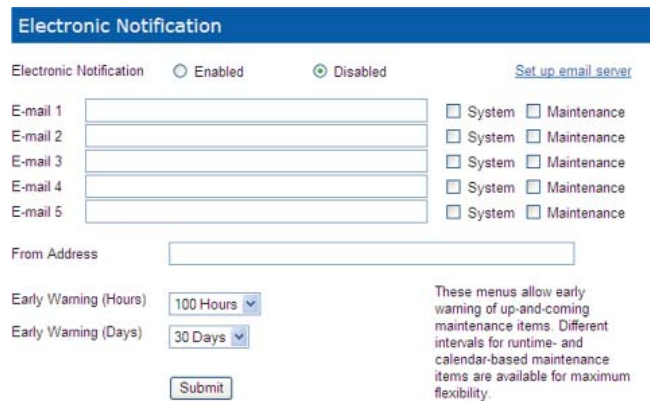 Electronic Notification
Electronic Notification Enabled Disabled Set up email server
E-mail 1 System Maintenance
E-mail 2 System Maintenance
E-mail 3 System Maintenance
E-mail 4 System Maintenance
E-mail 5 System Maintenance
From Address
Early Warning (Hours) 100 Hours
Early Warning (Days) 30 Days
Submit
These menus allow early
warning of up-and-coming
maintenance items. Different
intervals for runtime- and
calendar-based maintenance
items are available for maximum
flexibility.